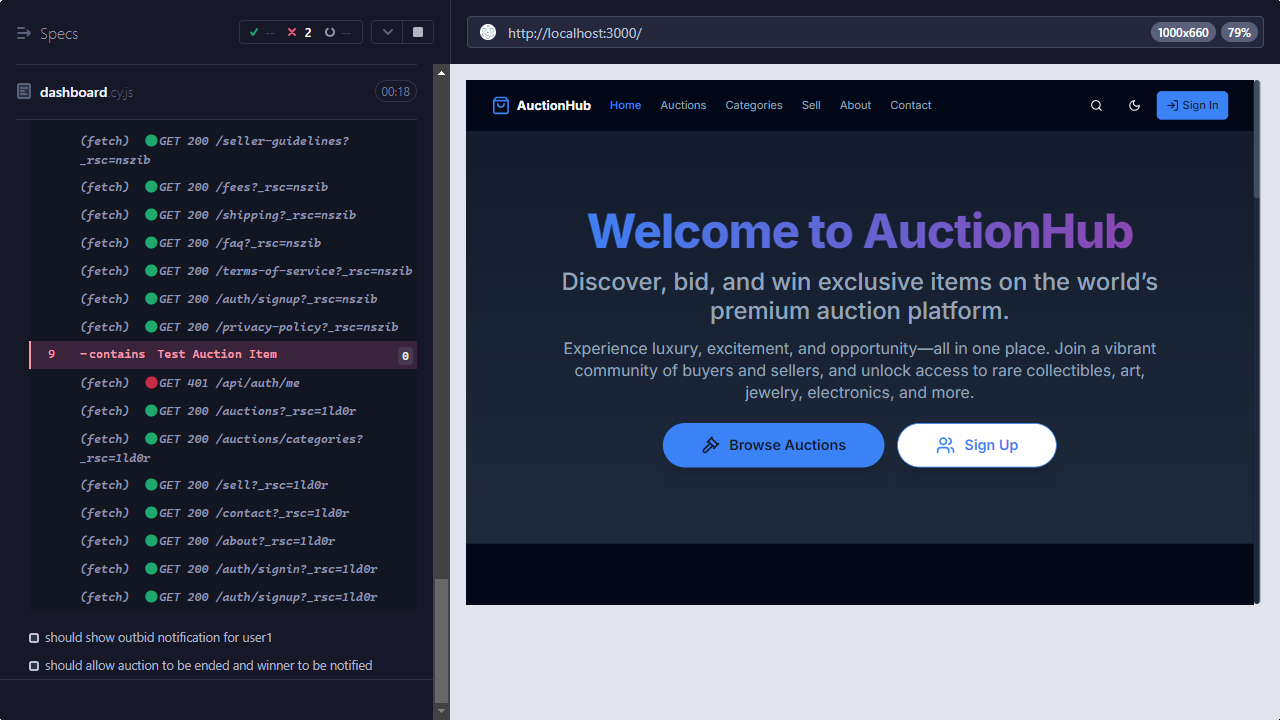 Specs
-- 2 --
dashboard.cy.js
00:18
(fetch) GET 200 /seller-guidelines?
_rsc=nszib
(fetch) GET 200 /fees?_rsc=nszib
(fetch) GET 200 /shipping?_rsc=nszib
(fetch) GET 200 /faq?_rsc=nszib
(fetch) GET 200 /terms-of-service?_rsc=nszib
(fetch) GET 200 /auth/signup?_rsc=nszib
(fetch) GET 200 /privacy-policy?_rsc=nszib
9 -contains Test Auction Item 0
(fetch) GET 401 /api/auth/me
(fetch) GET 200 /auctions?_rsc=1ld0r
(fetch) GET 200 /auctions/categories?
_rsc=1ld0r
(fetch) GET 200 /sell?_rsc=1ld0r
(fetch) GET 200 /contact?_rsc=1ld0r
(fetch) GET 200 /about?_rsc=1ld0r
(fetch) GET 200 /auth/signin?_rsc=1ld0r
(fetch) GET 200 /auth/signup?_rsc=1ld0r
should show outbid notification for user1
should allow auction to be ended and winner to be notified
http://localhost:3000/
1000x660 79%
AuctionHub Home Auctions Categories Sell About Contact Sign In
Welcome to AuctionHub
Discover, bid, and win exclusive items on the world’s
premium auction platform.
Experience luxury, excitement, and opportunity—all in one place. Join a vibrant
community of buyers and sellers, and unlock access to rare collectibles, art,
jewelry, electronics, and more.
Browse Auctions Sign Up